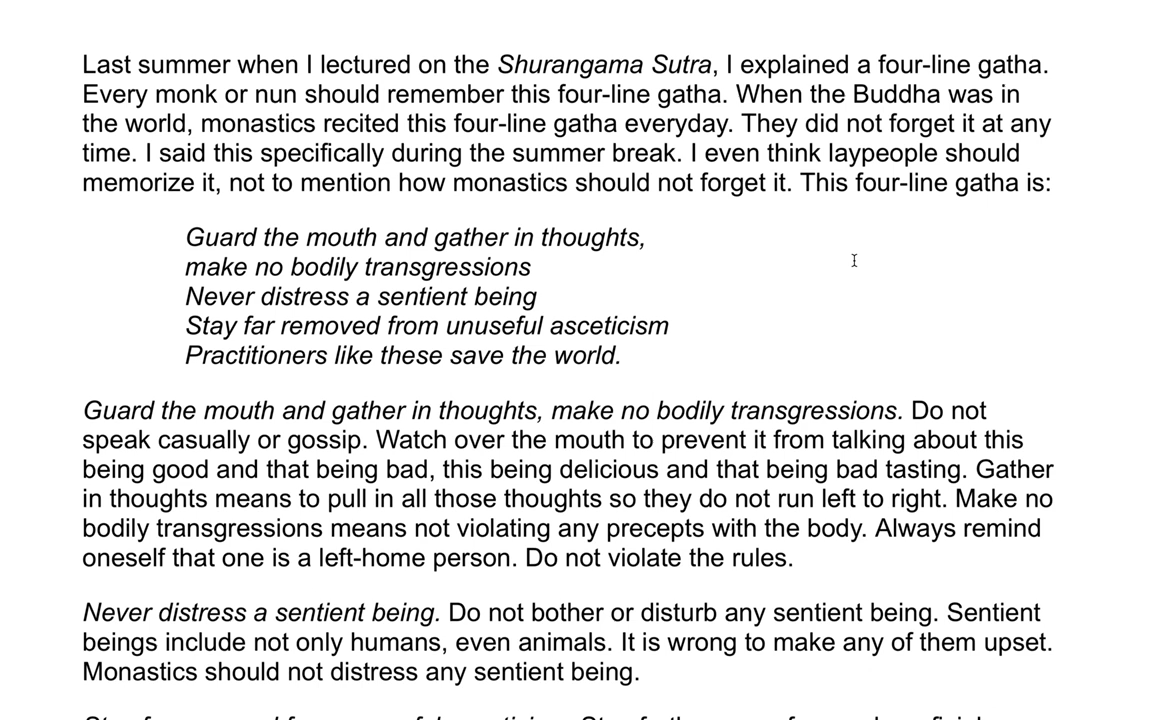 Last summer when I lectured on the Shurangama Sutra, I explained a four-line gatha.
Every monk or nun should remember this four-line gatha. When the Buddha was in
the world, monastics recited this four-line gatha everyday. They did not forget it at any
time. I said this specifically during the summer break. I even think laypeople should
memorize it, not to mention how monastics should not forget it. This four-line gatha is:
Guard the mouth and gather in thoughts,
make no bodily transgressions
Never distress a sentient being
Stay far removed from unuseful asceticism
Practitioners like these save the world.
Guard the mouth and gather in thoughts, make no bodily transgressions. Do not
speak casually or gossip. Watch over the mouth to prevent it from talking about this
being good and that being bad, this being delicious and that being bad tasting. Gather
in thoughts means to pull in all those thoughts so they do not run left to right. Make no
bodily transgressions means not violating any precepts with the body. Always remind
oneself that one is a left-home person. Do not violate the rules.
Never distress a sentient being. Do not bother or disturb any sentient being. Sentient
beings include not only humans, even animals. It is wrong to make any of them upset.
Monastics should not distress any sentient being.